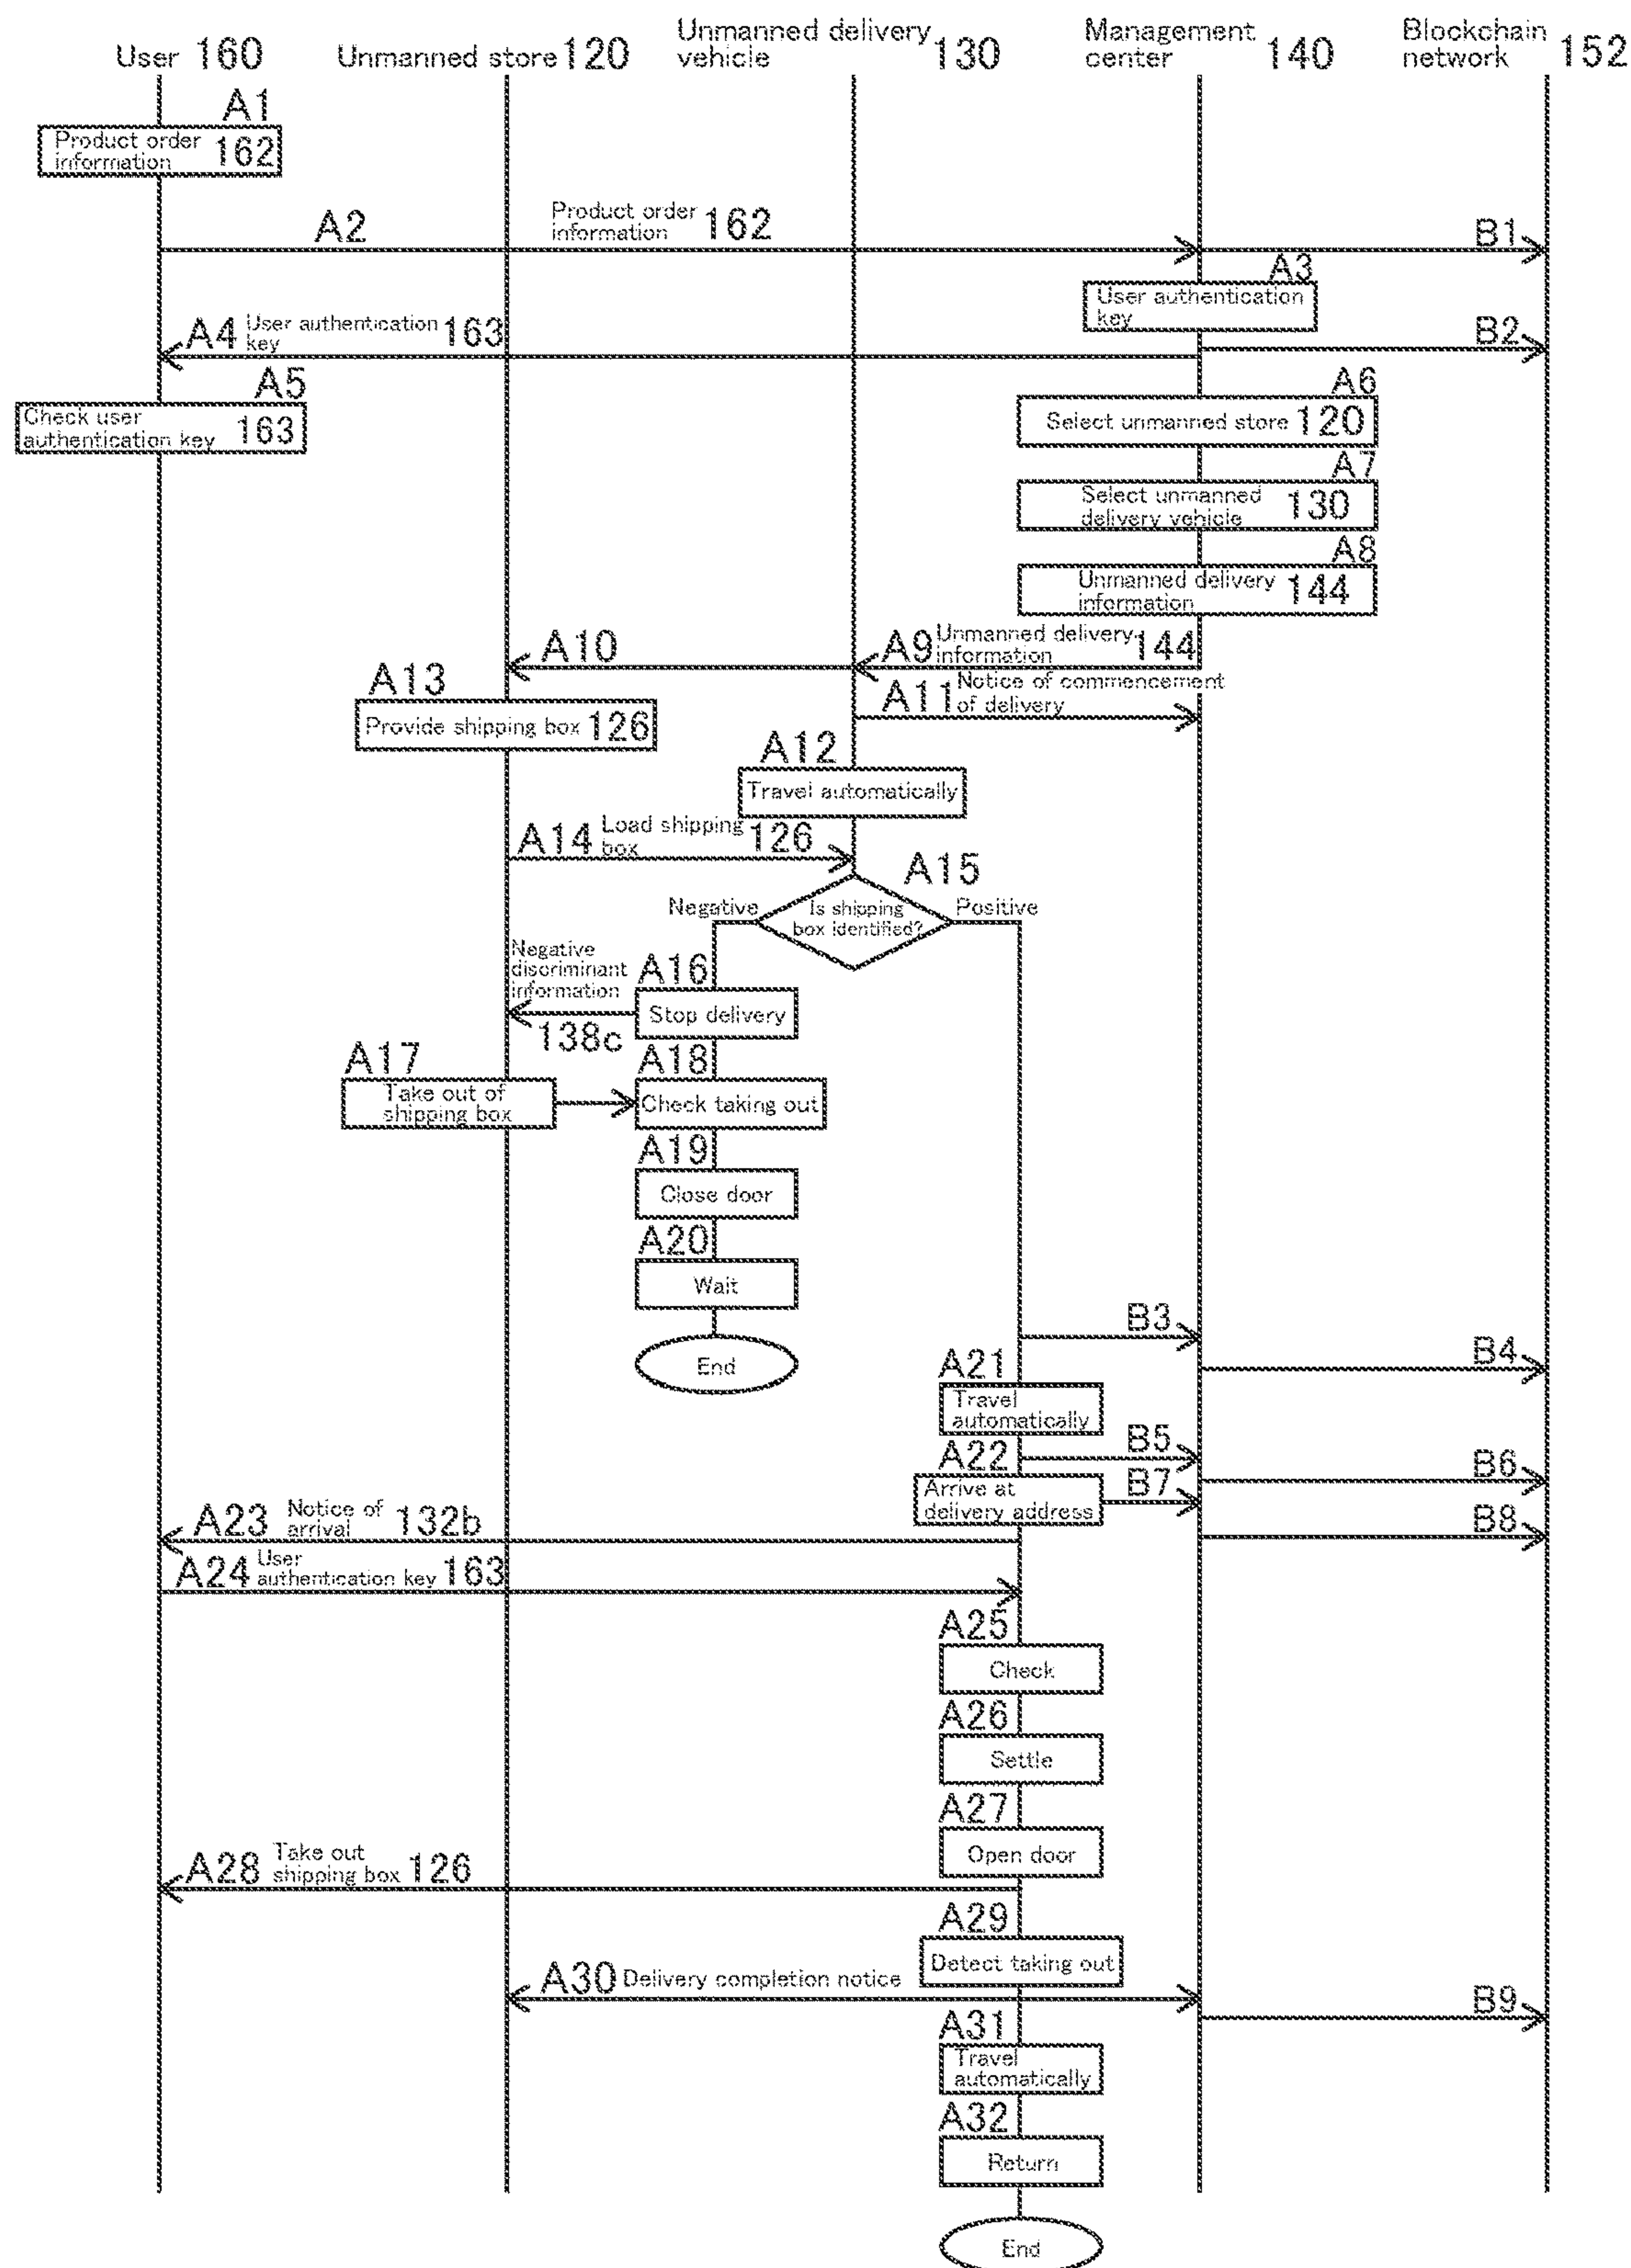 User 160
Unmanned store 120
Unmanned delivery
vehicle 130
Management
center 140
Blockchain
network 152
A1
Product order
information 162
A2
Product order
information 162
B1
A3
User authentication
key
A4
User authentication
key 163
B2
A5
Check user
authentication key 163
A6
Select unmanned store 120
A7
Select unmanned
delivery vehicle 130
A8
Unmanned delivery
information 144
A10
A9
Unmanned delivery
information 144
A13
Provide shipping box 126
A11
Notice of commencement
of delivery
A12
Travel automatically
A14
Load shipping
box 126
A15
Negative
Is shipping
box identified?
Positive
Negative
discriminant
information
138c
A16
Stop delivery
A17
Take out of
shipping box
A18
Check taking out
A19
Close door
A20
Wait
End
B3
B4
A21
Travel
automatically
B5
B6
A22
Arrive at
delivery address
B7
B8
A23
Notice of
arrival 132b
A24
User
authentication key 163
A25
Check
A26
Settle
A27
Open door
A28
Take out
shipping box 126
A29
Detect taking out
A30 Delivery completion notice
B9
A31
Travel
automatically
A32
Return
End